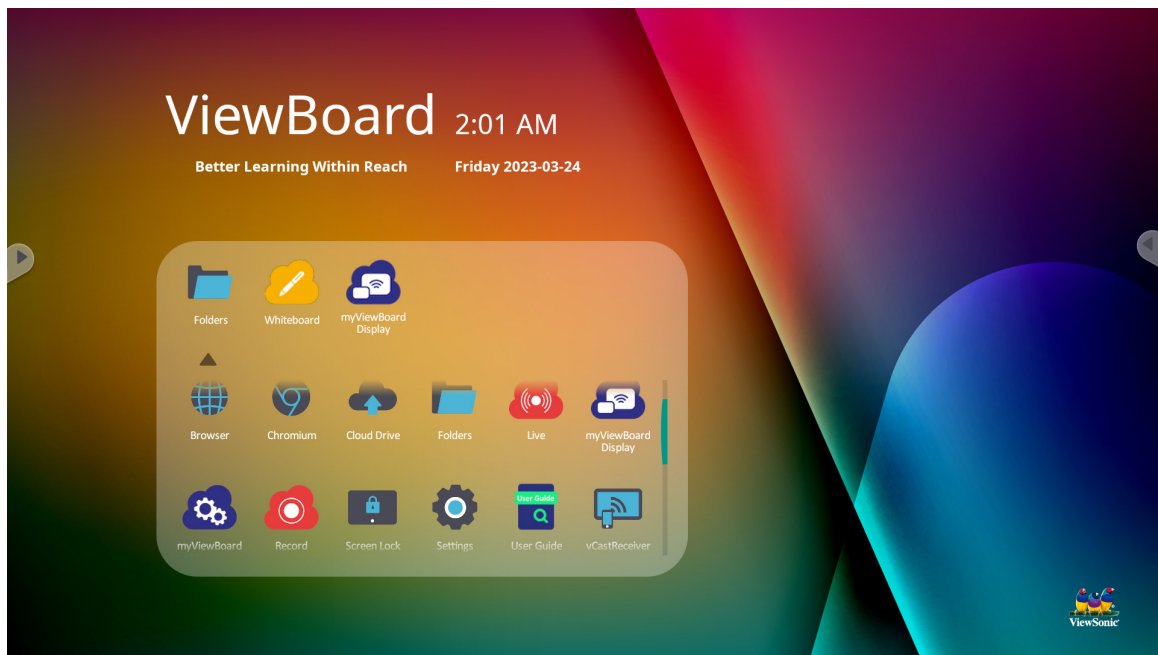 ViewBoard 2:01 AM
Better Learning Within Reach Friday 2023-03-24
Folders Whiteboard myViewBoard
Display
Browser Chromium Cloud Drive Folders Live myViewBoard
Display
User Guide
myViewBoard Record Screen Lock Settings User Guide vCastReceiver
ViewSonic